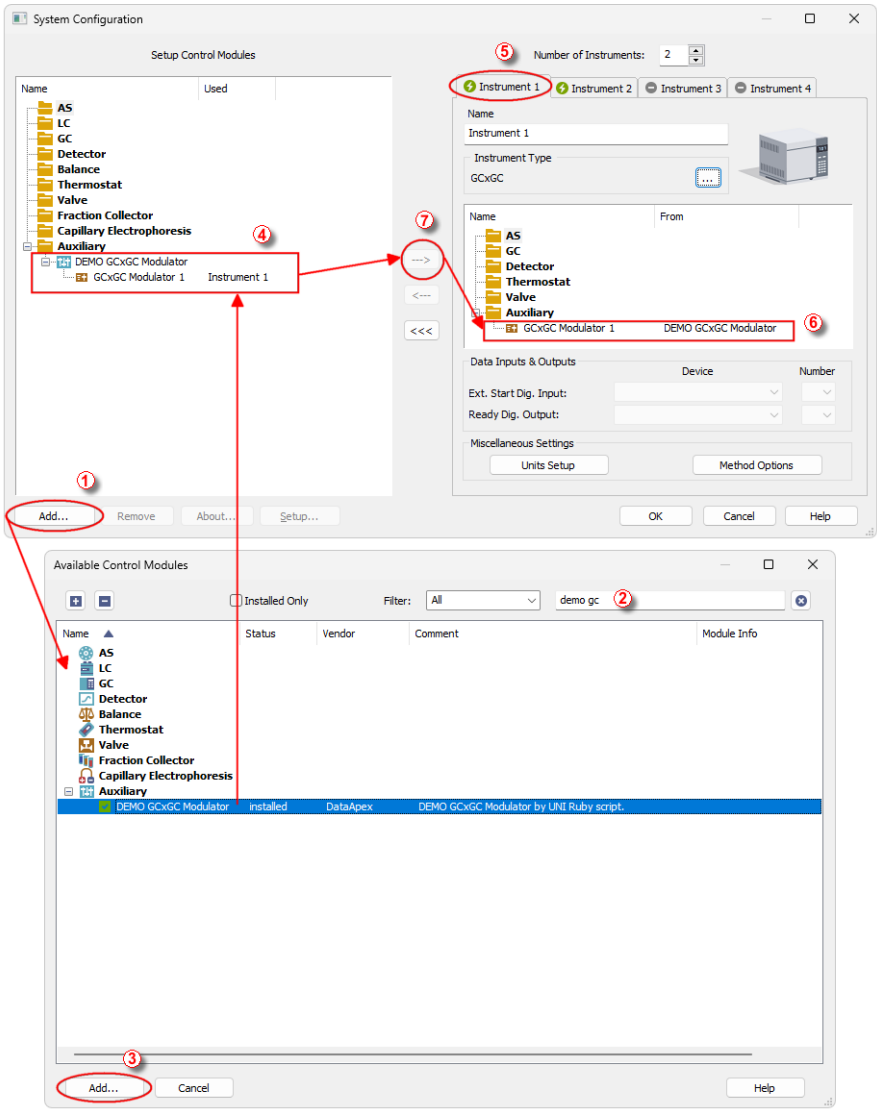 System Configuration
Setup Control Modules
⑤
Number of Instruments: 2
Name Used
AS
LC
GC
Detector
Balance
Thermostat
Valve
Fraction Collector
Capillary Electrophoresis
④
Auxiliary
DEMO GCxGC Modulator
GCxGC Modulator 1 Instrument 1
⑦
--->
<---
<<<
Instrument 1 Instrument 2 Instrument 3 Instrument 4
Name
Instrument 1
Instrument Type
GCxGC ...
Name From
AS
GC
Detector
Thermostat
Valve
Auxiliary
GCxGC Modulator 1 DEMO GCxGC Modulator
⑥
Data Inputs & Outputs
Device Number
Ext. Start Dig. Input:
Ready Dig. Output:
Miscellaneous Settings
Units Setup Method Options
①
Add... Remove About... Setup...
OK Cancel Help
Available Control Modules
Installed Only Filter: All demo gc ②
Name Status Vendor Comment Module Info
AS
LC
GC
Detector
Balance
Thermostat
Valve
Fraction Collector
Capillary Electrophoresis
Auxiliary
DEMO GCxGC Modulator installed DataApex DEMO GCxGC Modulator by UNI Ruby script.
③
Add... Cancel Help